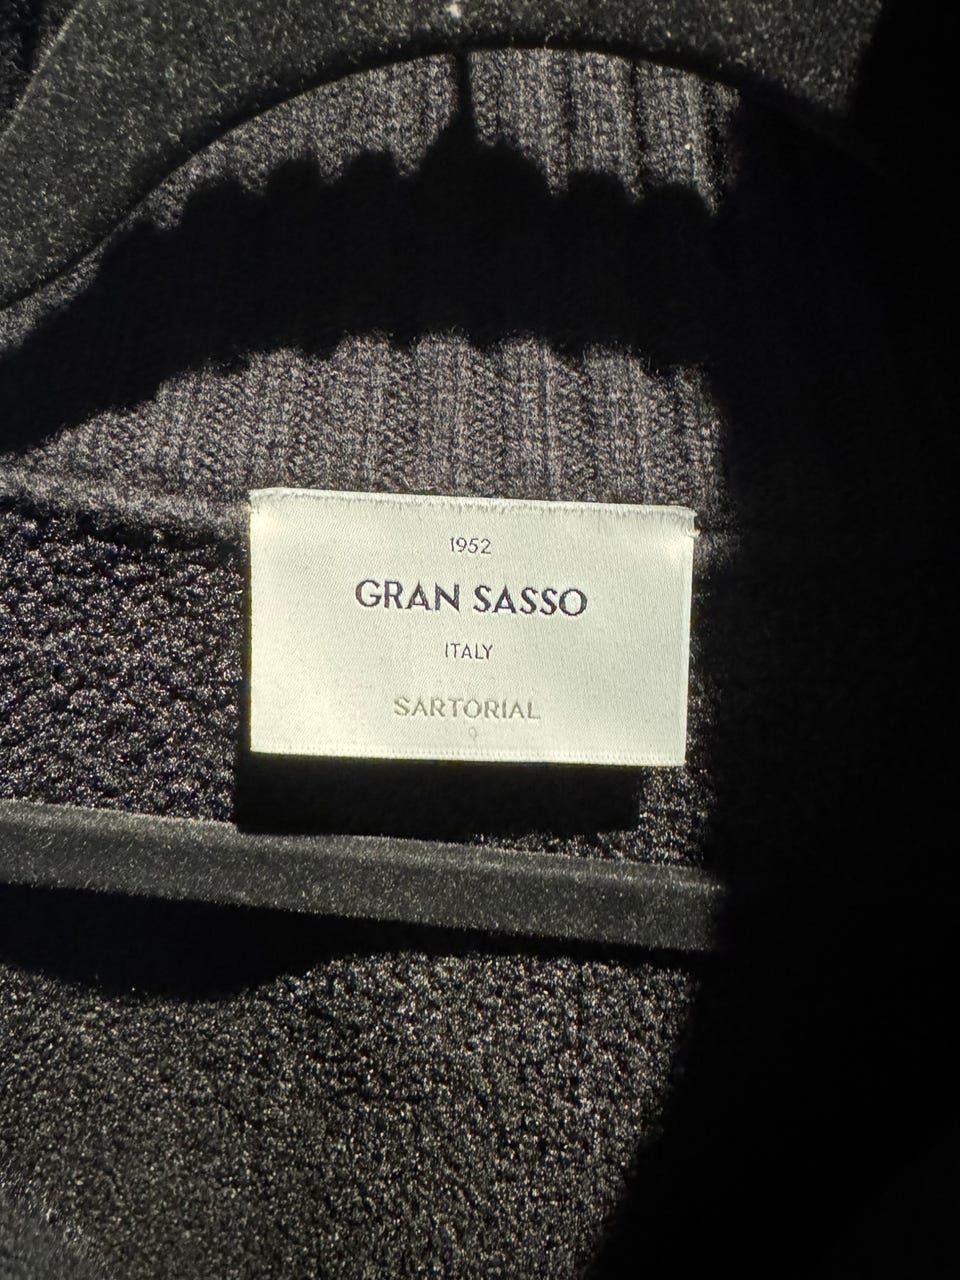 1952
GRAN SASSO
ITALY
SARTORIAL